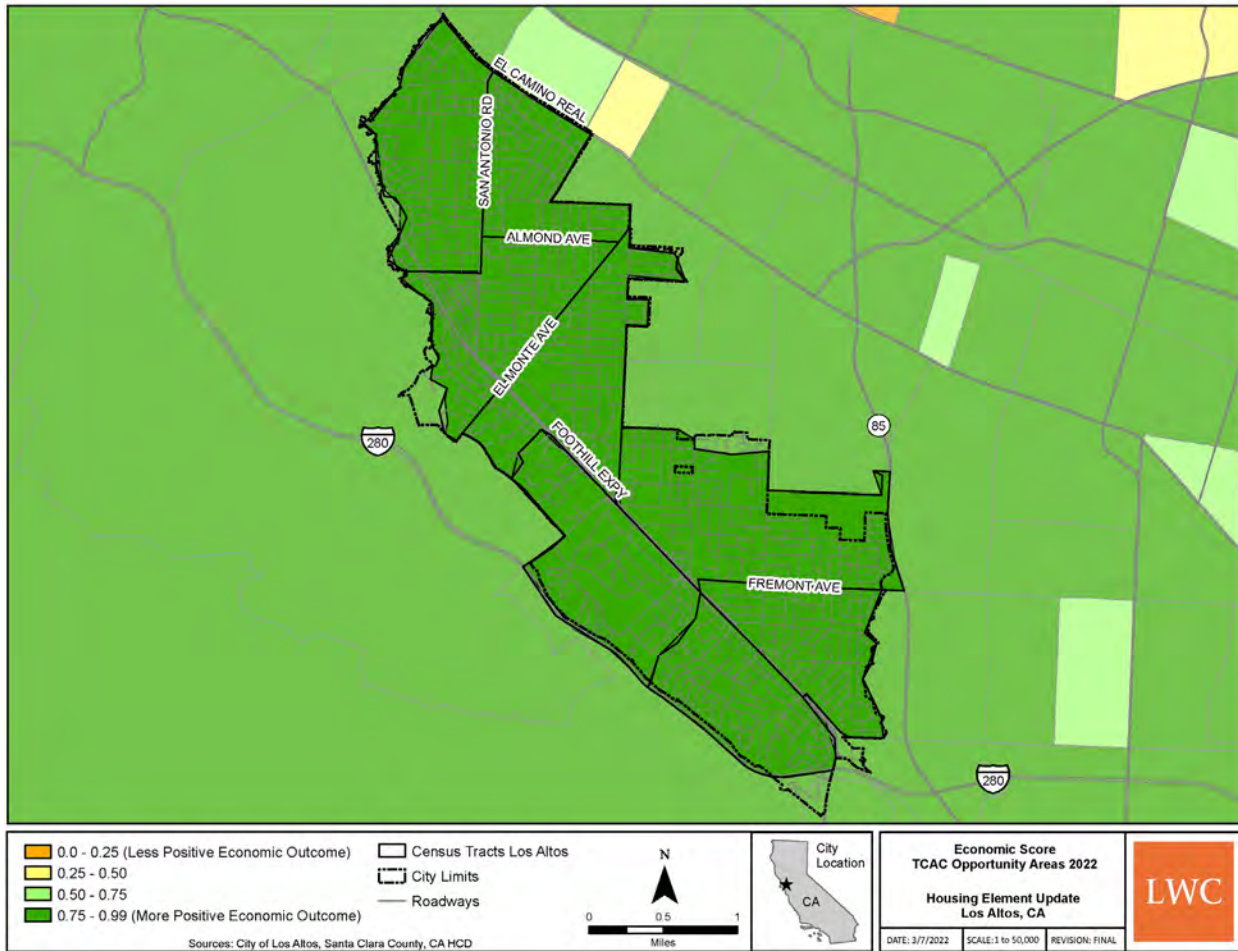 EL CAMINO REAL
SAN ANTONIO RD
ALMOND AVE
EL MONTE AVE
280
FOOTHILL EXPY
85
FREMONT AVE
280
0.0 - 0.25 (Less Positive Economic Outcome)
0.25 - 0.50
0.50 - 0.75
0.75 - 0.99 (More Positive Economic Outcome)
Census Tracts Los Altos
City Limits
Roadways
Sources: City of Los Altos, Santa Clara County, CA HCD
N
0 0.5 1
Miles
City
Location
CA
Economic Score
TCAC Opportunity Areas 2022
Housing Element Update
Los Altos, CA
DATE: 3/7/2022 SCALE:1 to 50,000 REVISION: FINAL
LWC